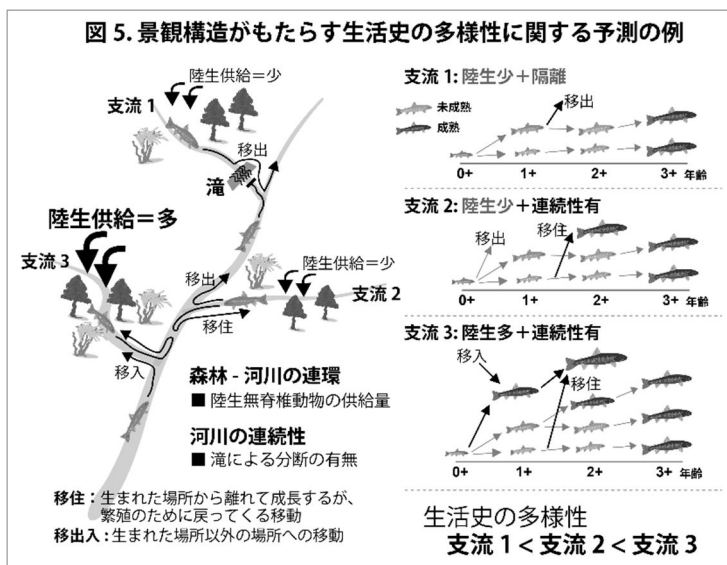 図 5. 景観構造がもたらす生活史の多様性に関する予測の例
陸生供給＝少
支流 1
移出
滝
陸生供給＝多
支流 3
移出
陸生供給＝少
支流 2
移住
移入
森林 - 河川の連環
■ 陸生無脊椎動物の供給量
河川の連続性
■ 滝による分断の有無
移住：生まれた場所から離れて成長するが、
繁殖のために戻ってくる移動
移出入：生まれた場所以外の場所への移動
支流 1: 陸生少＋隔離
未成熟
成熟
移出
0+ 1+ 2+ 3+ 年齢
支流 2: 陸生少＋連続性有
移出
移住
0+ 1+ 2+ 3+ 年齢
支流 3: 陸生多＋連続性有
移入
移住
0+ 1+ 2+ 3+ 年齢
生活史の多様性
支流 1 < 支流 2 < 支流 3